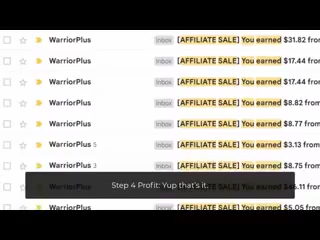 WarriorPlus Inbox [AFFILIATE SALE] You earned $31.82 from
WarriorPlus Inbox [AFFILIATE SALE] You earned $17.44 from
WarriorPlus Inbox [AFFILIATE SALE] You earned $17.44 from
WarriorPlus Inbox [AFFILIATE SALE] You earned $8.82 from
WarriorPlus Inbox [AFFILIATE SALE] You earned $8.77 from
WarriorPlus 5 Inbox [AFFILIATE SALE] You earned $3.13 from
WarriorPlus 3 Inbox [AFFILIATE SALE] You earned $8.75 from
Step 4 Profit: Yup that's it.
11 from
WarriorPlus Inbox [AFFILIATE SALE] You earned $5.05 from